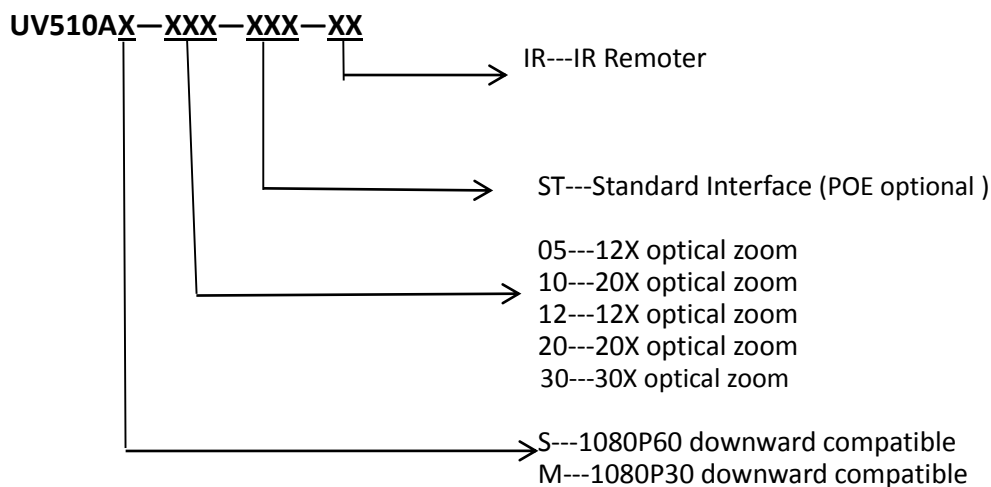 UV510AX—XXX—XXX—XX
IR---IR Remoter
ST---Standard Interface (POE optional )
05---12X optical zoom
10---20X optical zoom
12---12X optical zoom
20---20X optical zoom
30---30X optical zoom
S---1080P60 downward compatible
M---1080P30 downward compatible